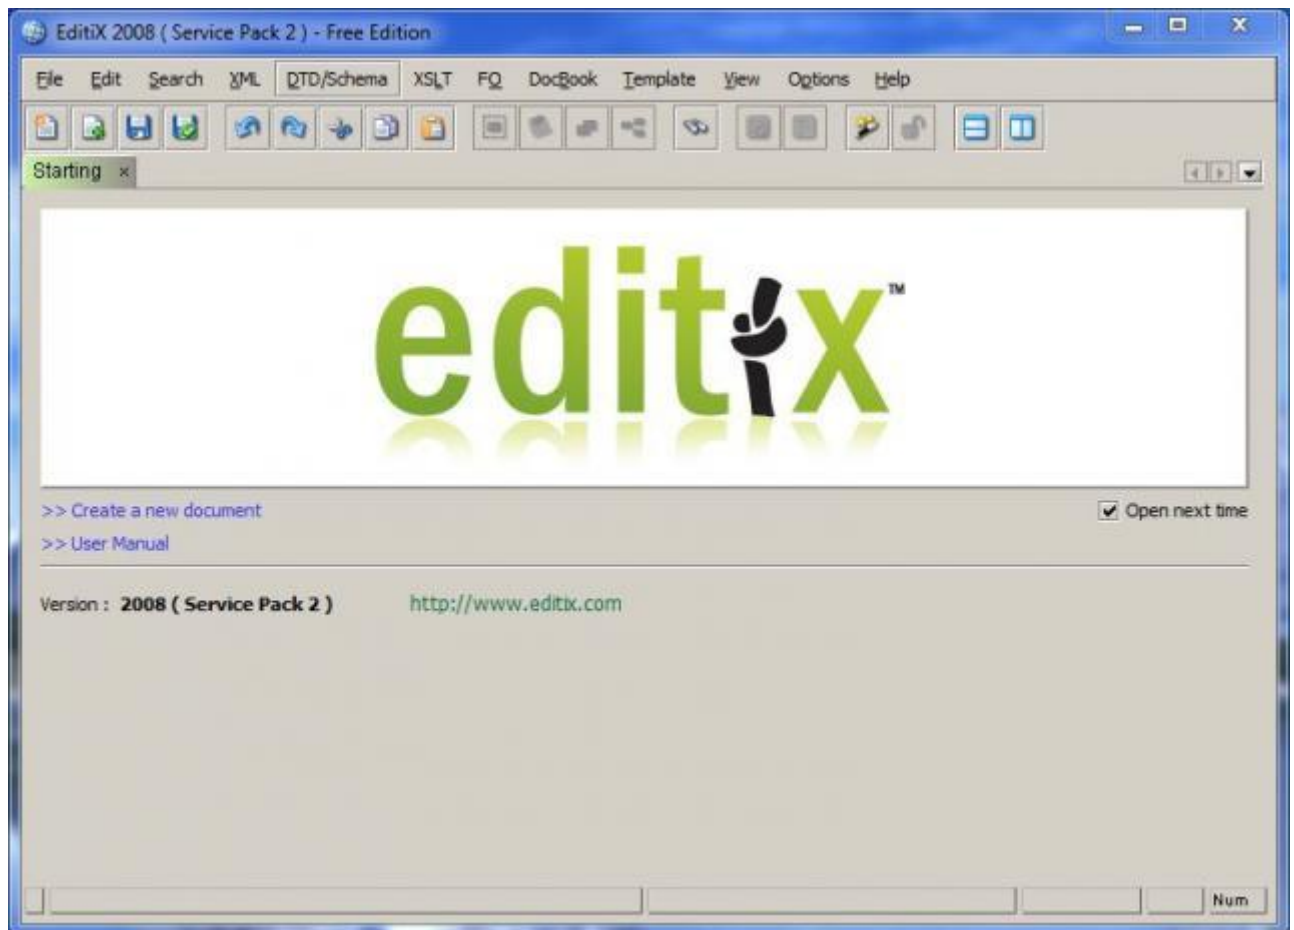 EditiX 2008 ( Service Pack 2 ) - Free Edition
File Edit Search XML DTD/Schema XSLT FO DocBook Template View Options Help
Starting
editix™
>> Create a new document
Open next time
>> User Manual
Version : 2008 ( Service Pack 2 ) http://www.editix.com
Num